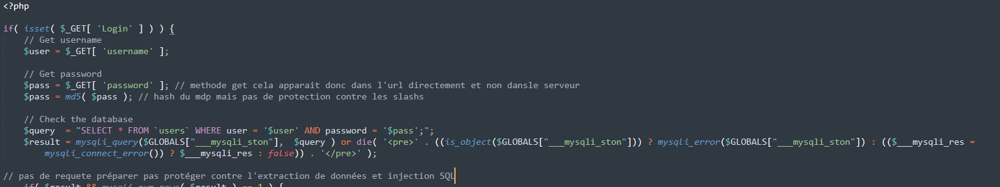 <?php
if( isset( $_GET[ 'Login' ] ) ) {
// Get username
$user = $_GET[ 'username' ];
// Get password
$pass = $_GET[ 'password' ]; // methode get cela apparait donc dans l'url directement et non dansle serveur
$pass = md5( $pass ); // hash du mdp mais pas de protection contre les slashs
// Check the database
$query  = "SELECT * FROM `users` WHERE user = '$user' AND password = '$pass';";
$result = mysqli_query($GLOBALS["___mysqli_ston"],  $query ) or die( '<pre>' . ((is_object($GLOBALS["___mysqli_ston"])) ? mysqli_error($GLOBALS["___mysqli_ston"]) : (($___mysqli_res =
mysqli_connect_error()) ? $___mysqli_res : false)) . '</pre>' );
// pas de requete préparer pas protéger contre l'extraction de données et injection SQL
if( $result && mysqli_num_rows( $result ) == 1 ) {